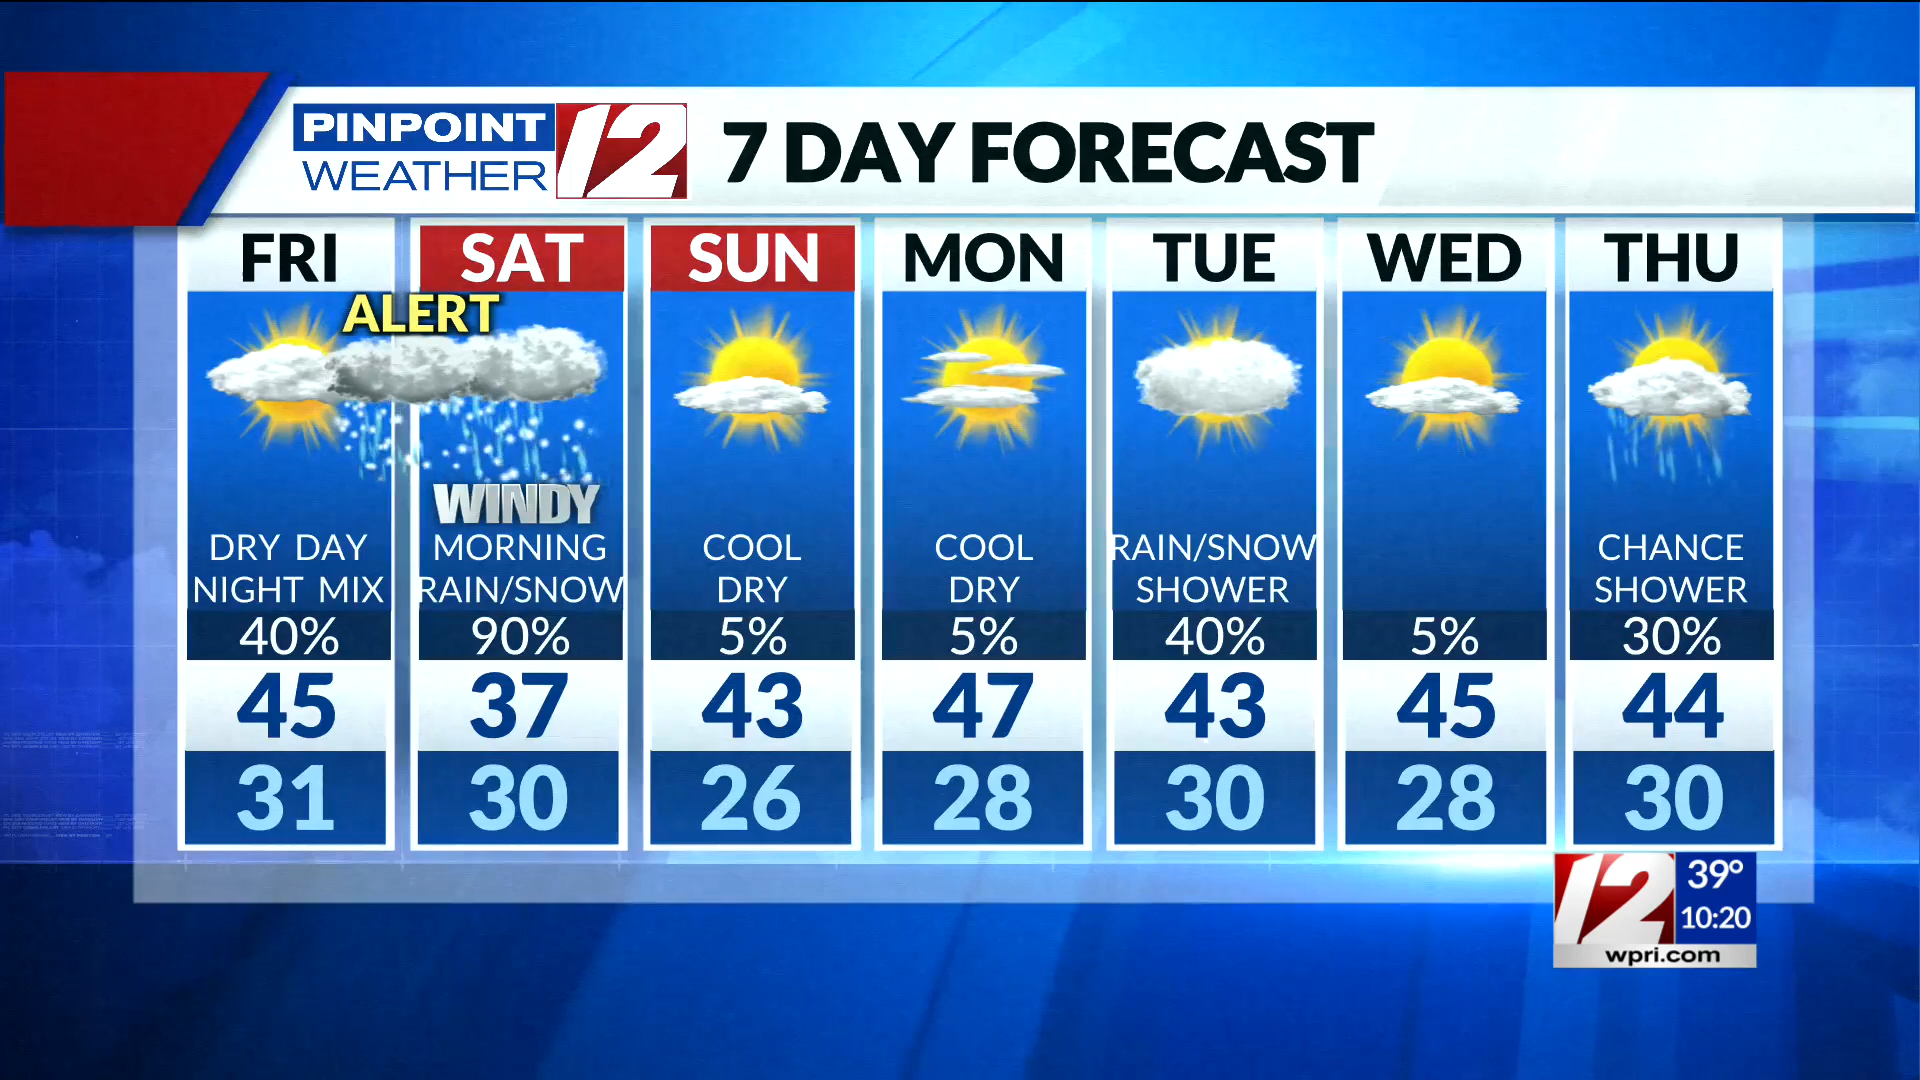 PINPOINT
WEATHER
12
7 DAY FORECAST
FRI
SAT
SUN
MON
TUE
WED
THU
ALERT
WINDY
DRY DAY
NIGHT MIX
MORNING
RAIN/SNOW
COOL
DRY
COOL
DRY
RAIN/SNOW
SHOWER
CHANCE
SHOWER
40%
90%
5%
5%
40%
5%
30%
45
37
43
47
43
45
44
31
30
26
28
30
28
30
12
39°
10:20
wpri.com